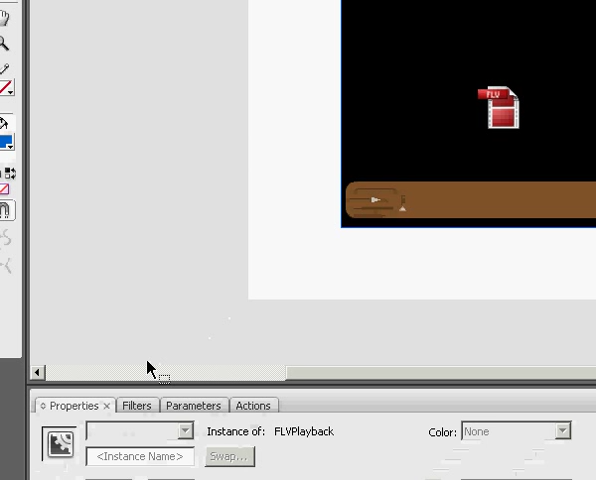 FLV
Properties × Filters Parameters Actions
Instance of: FLVPlayback Color: None
<Instance Name> Swap...